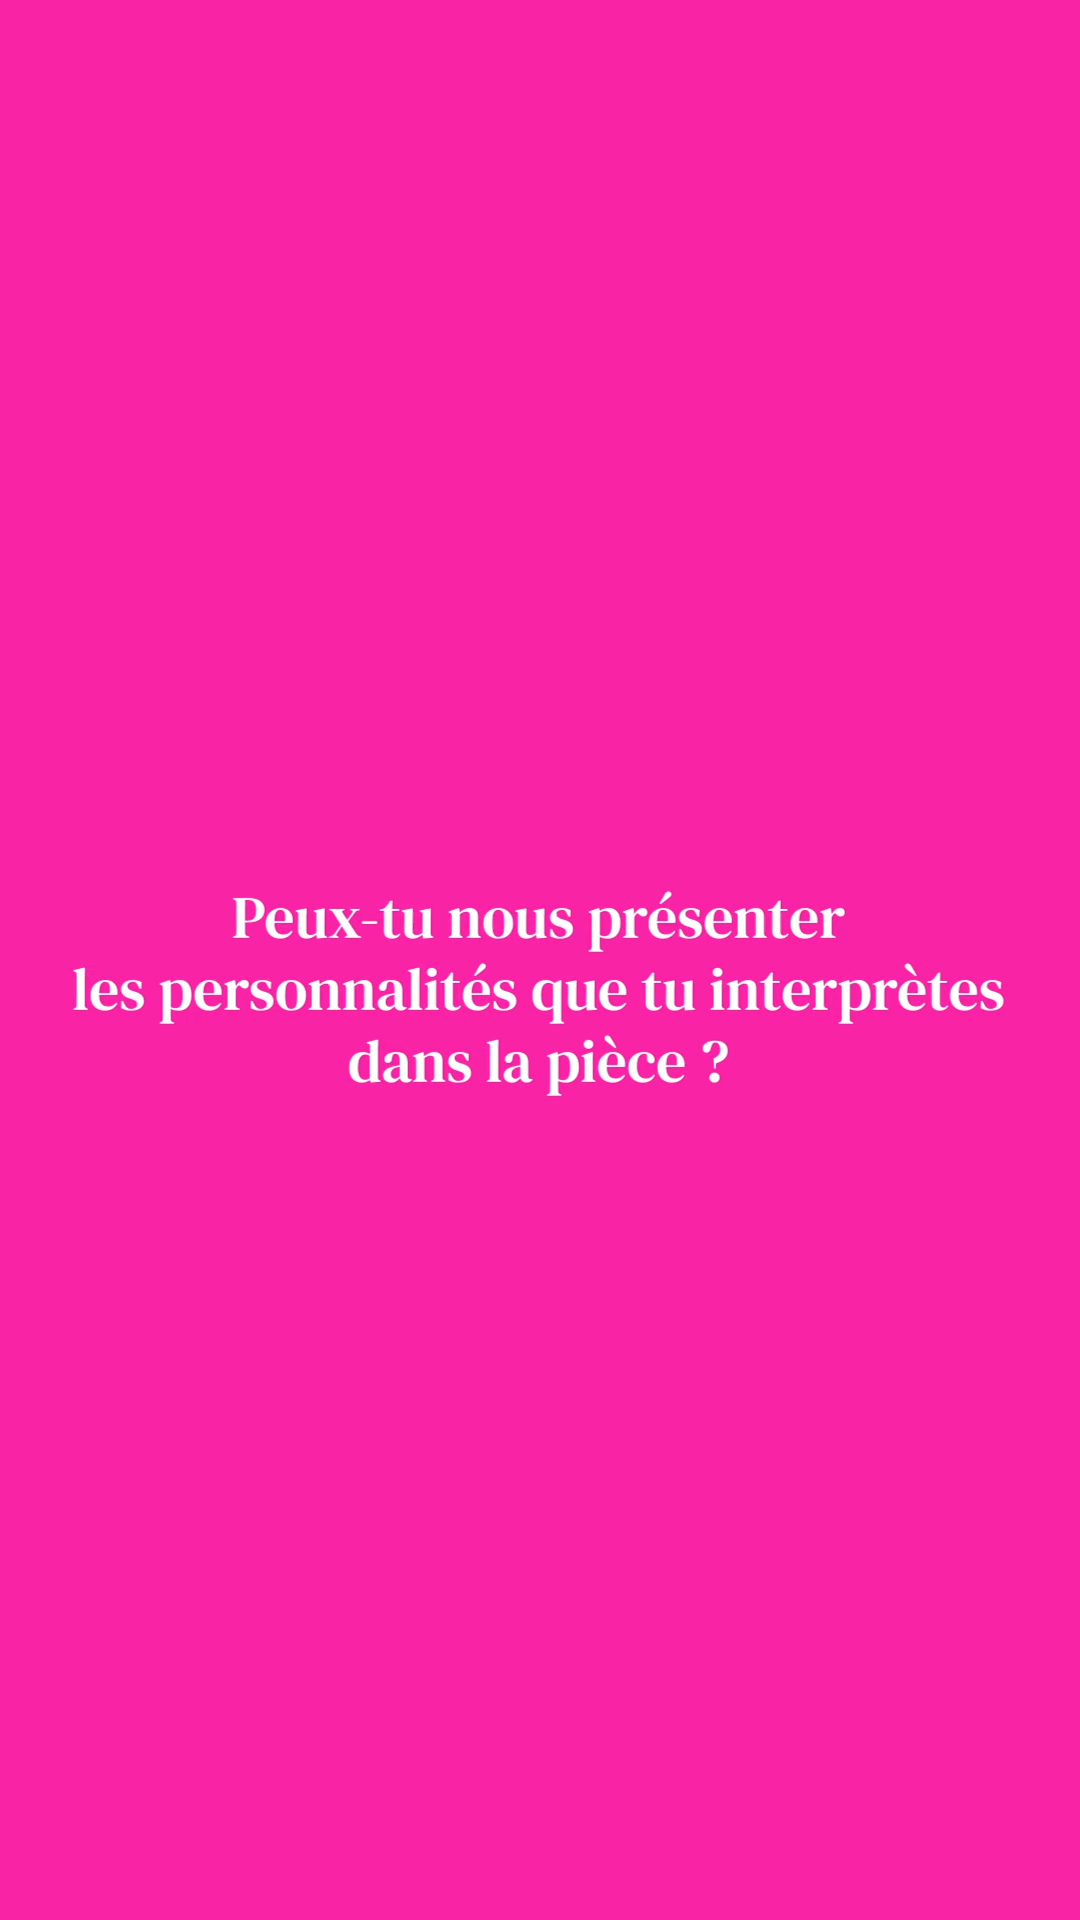 Peux-tu nous présenter
les personnalités que tu interprètes
dans la pièce ?